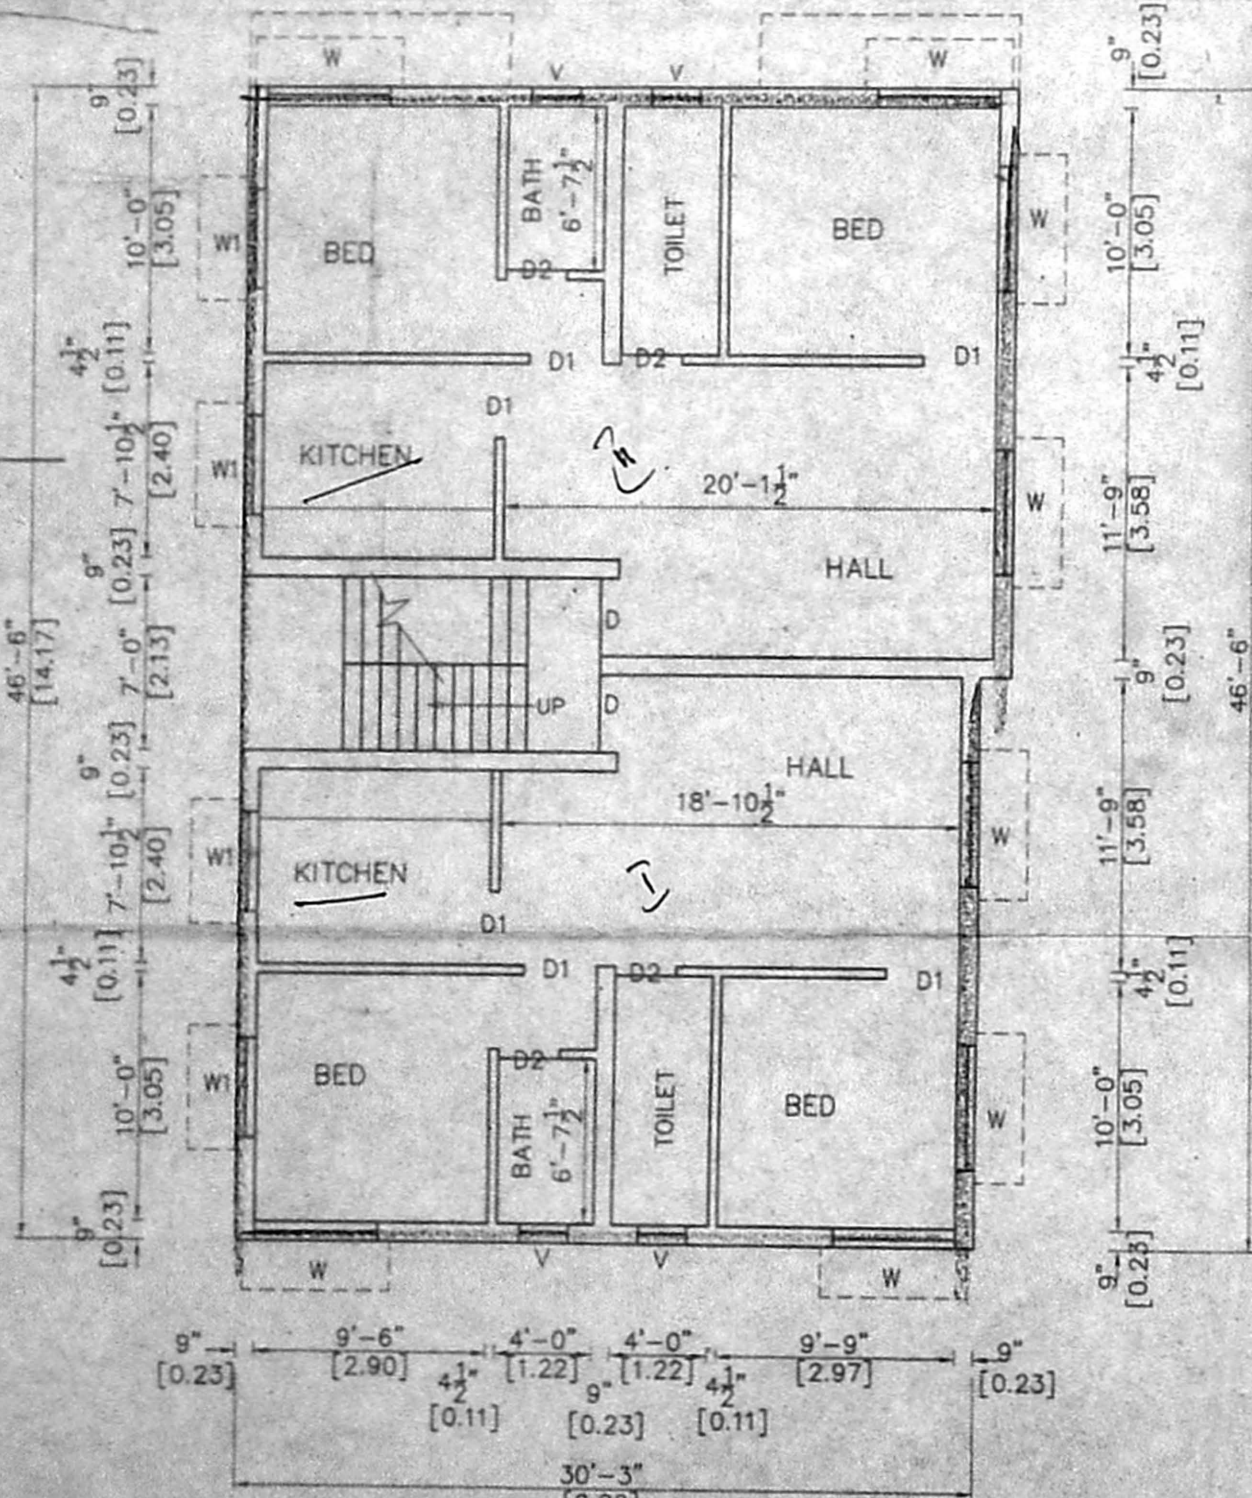 W
V
V
W
9"
[0.23]
9"
[0.23]
BATH
6'-7½"
TOILET
BED
BED
W1
W
10'-0"
[3.05]
10'-0"
[3.05]
4½"
[0.11]
D2
D1
D2
D1
4½"
[0.11]
D1
KITCHEN
W1
7'-10½"
[2.40]
II
20'-1½"
W
11'-9"
[3.58]
HALL
9"
[0.23]
D
46'-6"
[14.17]
7'-0"
[2.13]
UP
D
9"
[0.23]
46'-6"
9"
[0.23]
HALL
18'-10½"
W1
7'-10½"
[2.40]
KITCHEN
I
W
11'-9"
[3.58]
D1
4½"
[0.11]
D1
D2
D1
4½"
[0.11]
D2
W1
10'-0"
[3.05]
BED
BATH
6'-7½"
TOILET
BED
W
10'-0"
[3.05]
9"
[0.23]
V
V
W
W
9"
[0.23]
9"
[0.23]
9'-6"
[2.90]
4½"
[0.11]
4'-0"
[1.22]
9"
[0.23]
4'-0"
[1.22]
4½"
[0.11]
9'-9"
[2.97]
9"
[0.23]
30'-3"